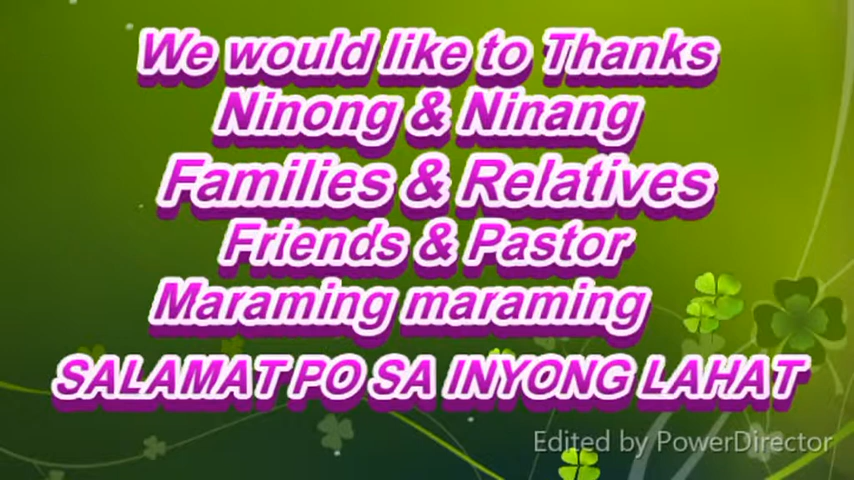 We would like to Thanks
Ninong & Ninang
Families & Relatives
Friends & Pastor
Maraming maraming
SALAMAT PO SA INYONG LAHAT
Edited by PowerDirector